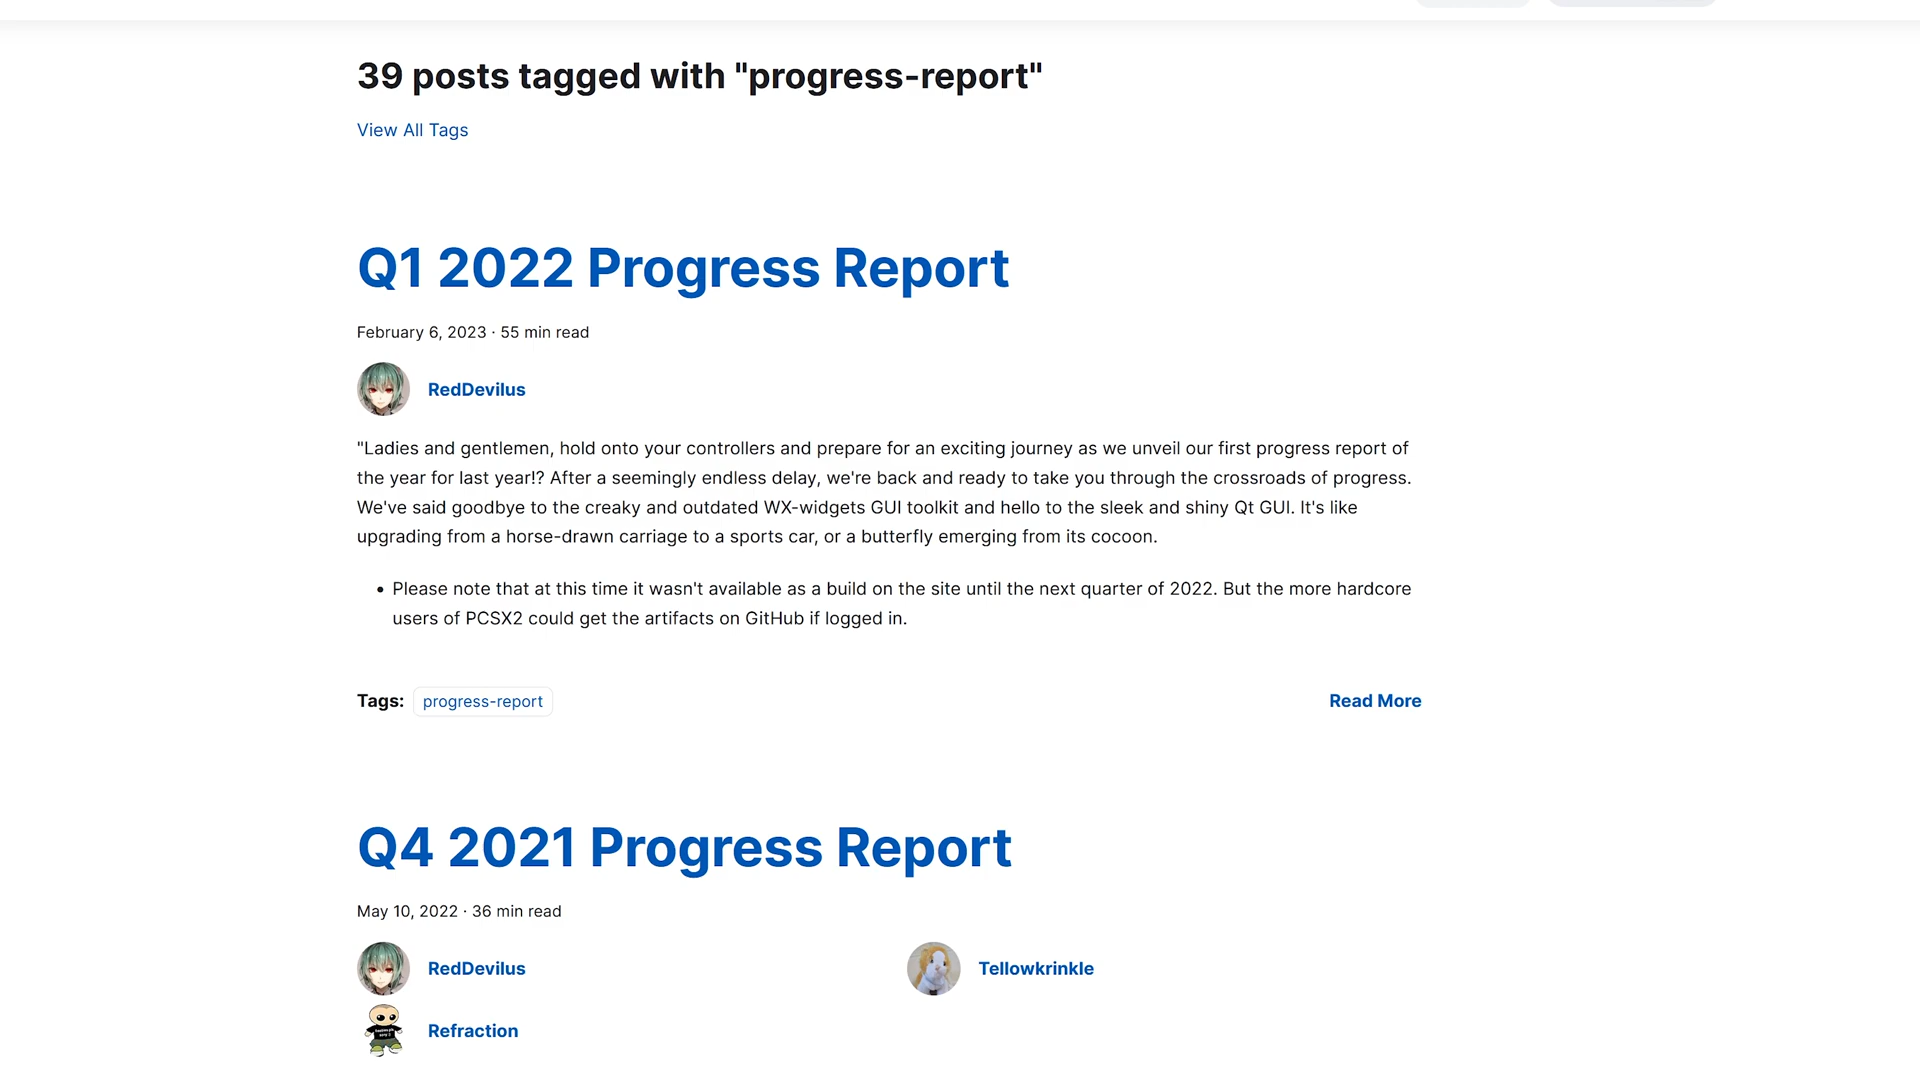 39 posts tagged with "progress-report"
View All Tags
Q1 2022 Progress Report
February 6, 2023 · 55 min read
RedDevilus
"Ladies and gentlemen, hold onto your controllers and prepare for an exciting journey as we unveil our first progress report of
the year for last year!? After a seemingly endless delay, we're back and ready to take you through the crossroads of progress.
We've said goodbye to the creaky and outdated WX-widgets GUI toolkit and hello to the sleek and shiny Qt GUI. It's like
upgrading from a horse-drawn carriage to a sports car, or a butterfly emerging from its cocoon.
• Please note that at this time it wasn't available as a build on the site until the next quarter of 2022. But the more hardcore
users of PCSX2 could get the artifacts on GitHub if logged in.
Tags: progress-report Read More
Q4 2021 Progress Report
May 10, 2022 · 36 min read
RedDevilus Tellowkrinkle
Refraction